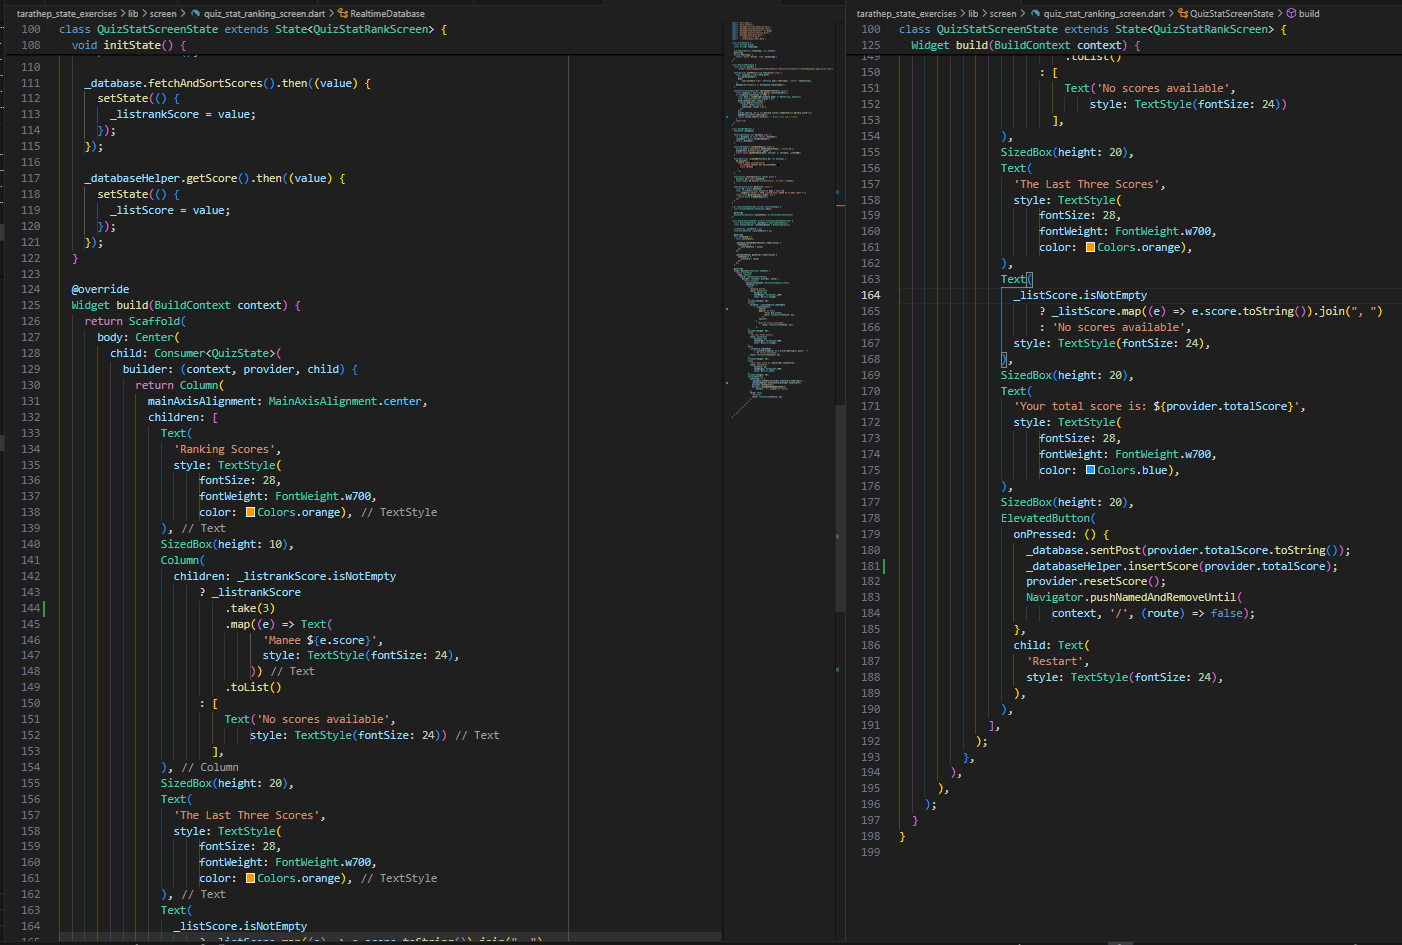 tarathep_state_exercises > lib > screen > quiz_stat_ranking_screen.dart > RealtimeDatabase
100 class QuizStatScreenState extends State<QuizStatRankScreen> {
108 void initState() {
110
111 _database.fetchAndSortScores().then((value) {
112 setState(() {
113 _listrankScore = value;
114 });
115 });
116
117 _databaseHelper.getScore().then((value) {
118 setState(() {
119 _listScore = value;
120 });
121 });
122 }
123
124 @override
125 Widget build(BuildContext context) {
126 return Scaffold(
127 body: Center(
128 child: Consumer<QuizState>(
129 builder: (context, provider, child) {
130 return Column(
131 mainAxisAlignment: MainAxisAlignment.center,
132 children: [
133 Text(
134 'Ranking Scores',
135 style: TextStyle(
136 fontSize: 28,
137 fontWeight: FontWeight.w700,
138 color: Colors.orange), // TextStyle
139 ), // Text
140 SizedBox(height: 10),
141 Column(
142 children: _listrankScore.isNotEmpty
143 ? _listrankScore
144 .take(3)
145 .map((e) => Text(
146 'Manee ${e.score}',
147 style: TextStyle(fontSize: 24),
148 )) // Text
149 .toList()
150 : [
151 Text('No scores available',
152 style: TextStyle(fontSize: 24)) // Text
153 ],
154 ), // Column
155 SizedBox(height: 20),
156 Text(
157 'The Last Three Scores',
158 style: TextStyle(
159 fontSize: 28,
160 fontWeight: FontWeight.w700,
161 color: Colors.orange), // TextStyle
162 ), // Text
163 Text(
164 _listScore.isNotEmpty
165 ? _listScore.map((e) => e.score.toString()).join(", ")
tarathep_state_exercises > lib > screen > quiz_stat_ranking_screen.dart > QuizStatScreenState > build
100 class QuizStatScreenState extends State<QuizStatRankScreen> {
125 Widget build(BuildContext context) {
149 .toList()
150 : [
151 Text('No scores available',
152 style: TextStyle(fontSize: 24))
153 ],
154 ),
155 SizedBox(height: 20),
156 Text(
157 'The Last Three Scores',
158 style: TextStyle(
159 fontSize: 28,
160 fontWeight: FontWeight.w700,
161 color: Colors.orange),
162 ),
163 Text(
164 _listScore.isNotEmpty
165 ? _listScore.map((e) => e.score.toString()).join(", ")
166 : 'No scores available',
167 style: TextStyle(fontSize: 24),
168 ),
169 SizedBox(height: 20),
170 Text(
171 'Your total score is: ${provider.totalScore}',
172 style: TextStyle(
173 fontSize: 28,
174 fontWeight: FontWeight.w700,
175 color: Colors.blue),
176 ),
177 SizedBox(height: 20),
178 ElevatedButton(
179 onPressed: () {
180 _database.sentPost(provider.totalScore.toString());
181 _databaseHelper.insertScore(provider.totalScore);
182 provider.resetScore();
183 Navigator.pushNamedAndRemoveUntil(
184 context, '/', (route) => false);
185 },
186 child: Text(
187 'Restart',
188 style: TextStyle(fontSize: 24),
189 ),
190 ),
191 ],
192 );
193 },
194 ),
195 ),
196 );
197 }
198 }
199